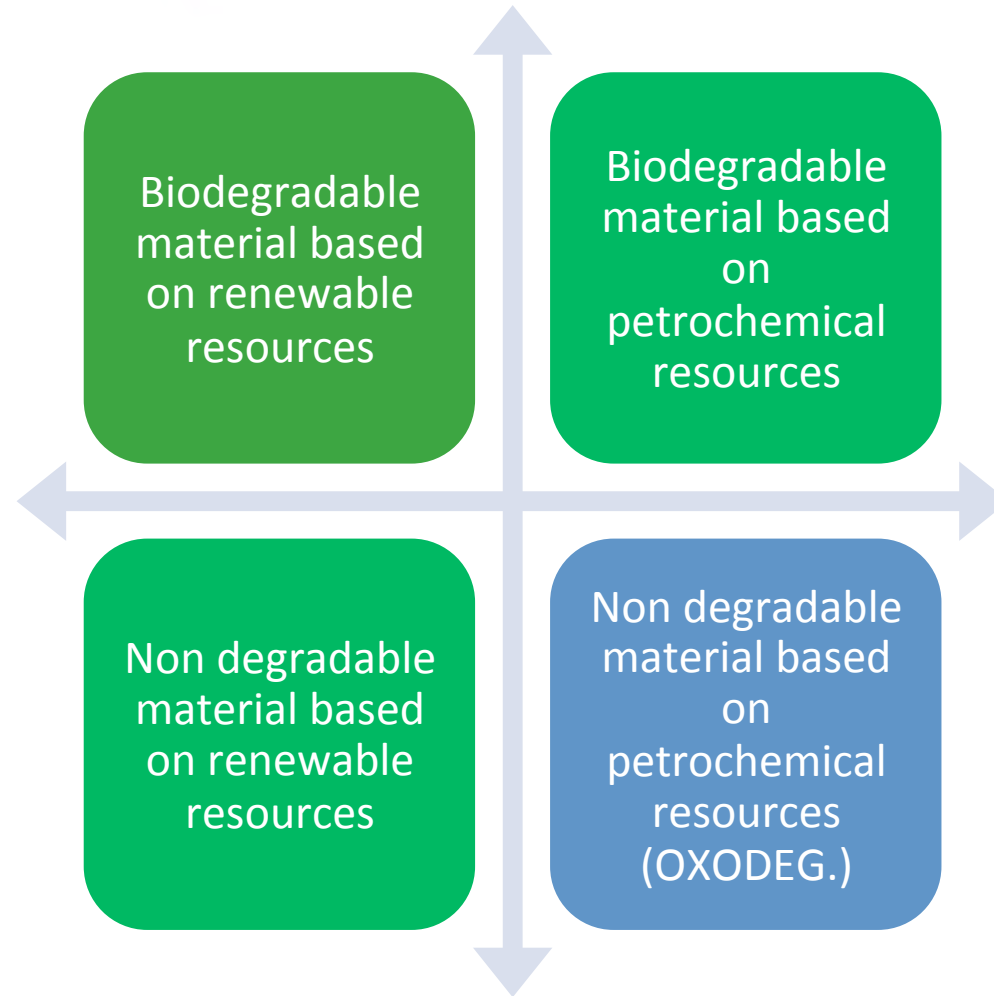 Biodegradable
material based
on renewable
resources
Biodegradable
material based
on
petrochemical
resources
Non degradable
material based
on renewable
resources
Non degradable
material based
on
petrochemical
resources
(OXODEG.)